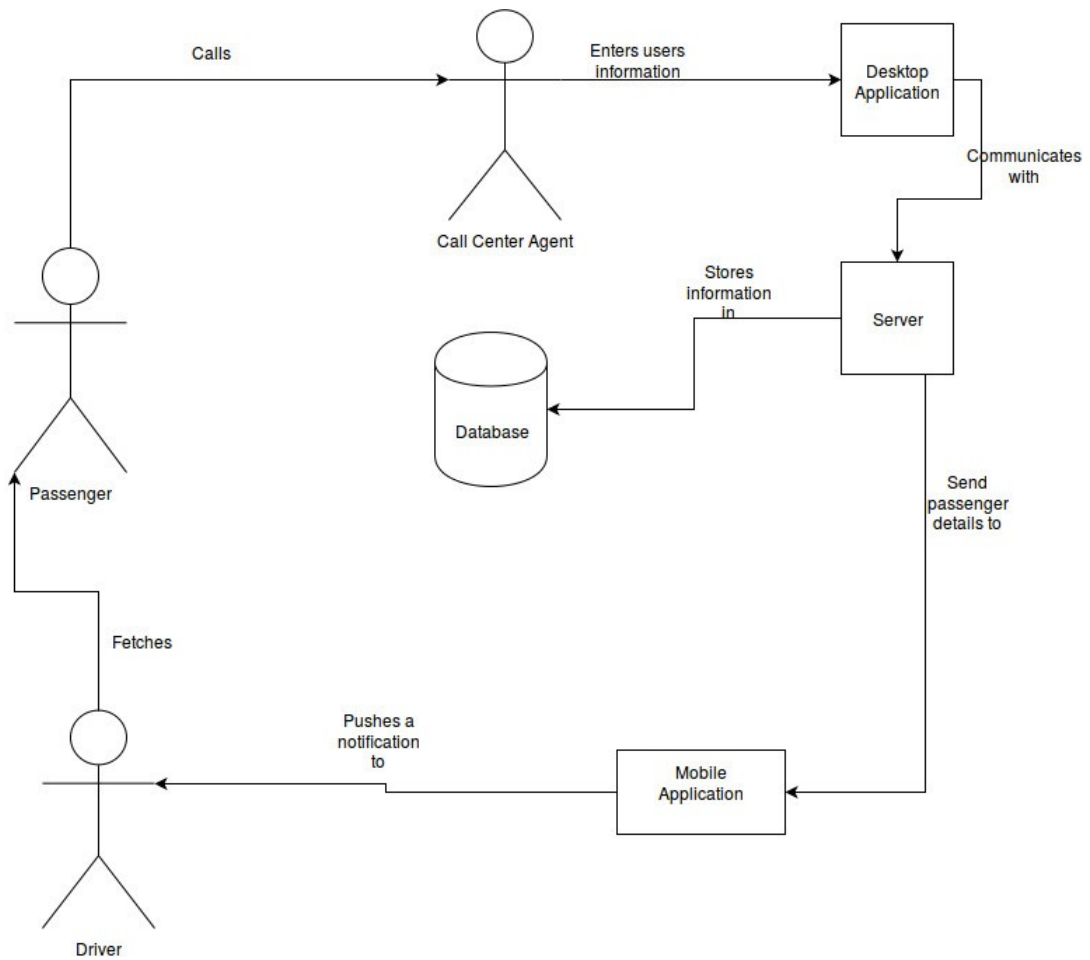 Calls
Enters users
information
Desktop
Application
Communicates
with
Call Center Agent
Stores
information
in
Server
Database
Passenger
Send
passenger
details to
Fetches
Pushes a
notification
to
Mobile
Application
Driver